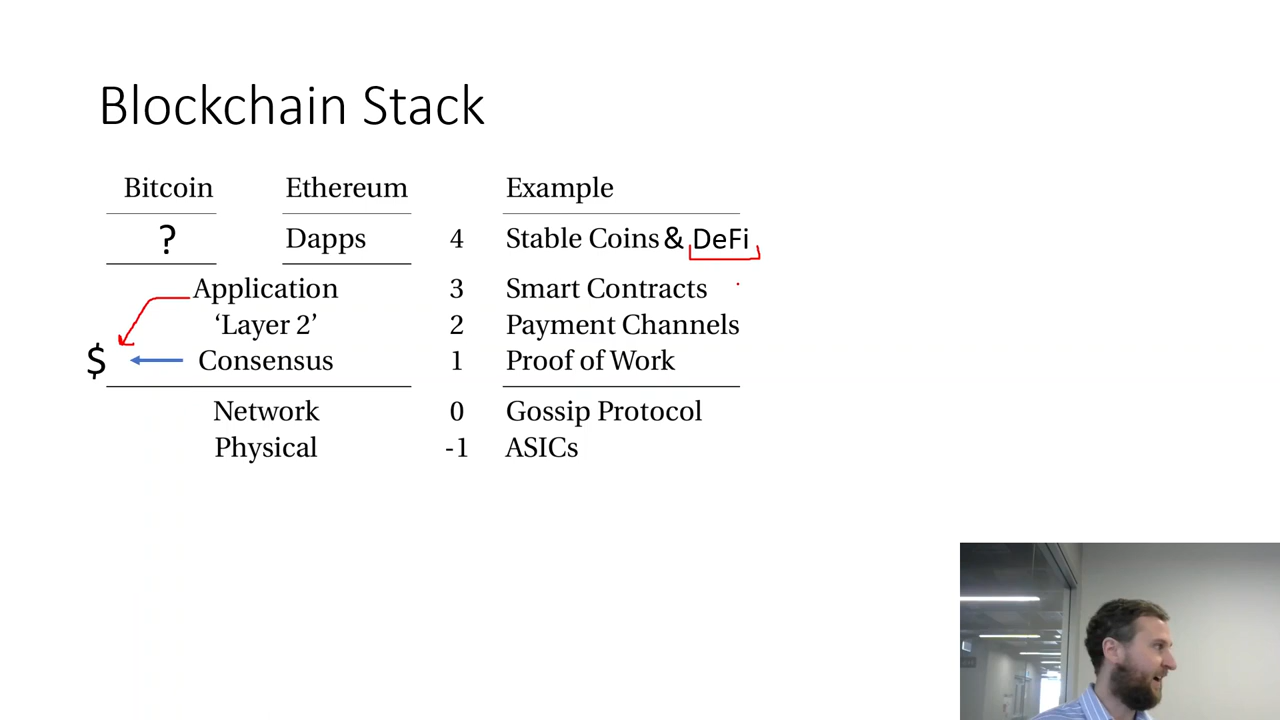 Blockchain Stack
Bitcoin Ethereum Example
? Dapps 4 Stable Coins & DeFi
Application 3 Smart Contracts
‘Layer 2’ 2 Payment Channels
$ Consensus 1 Proof of Work
Network 0 Gossip Protocol
Physical -1 ASICs